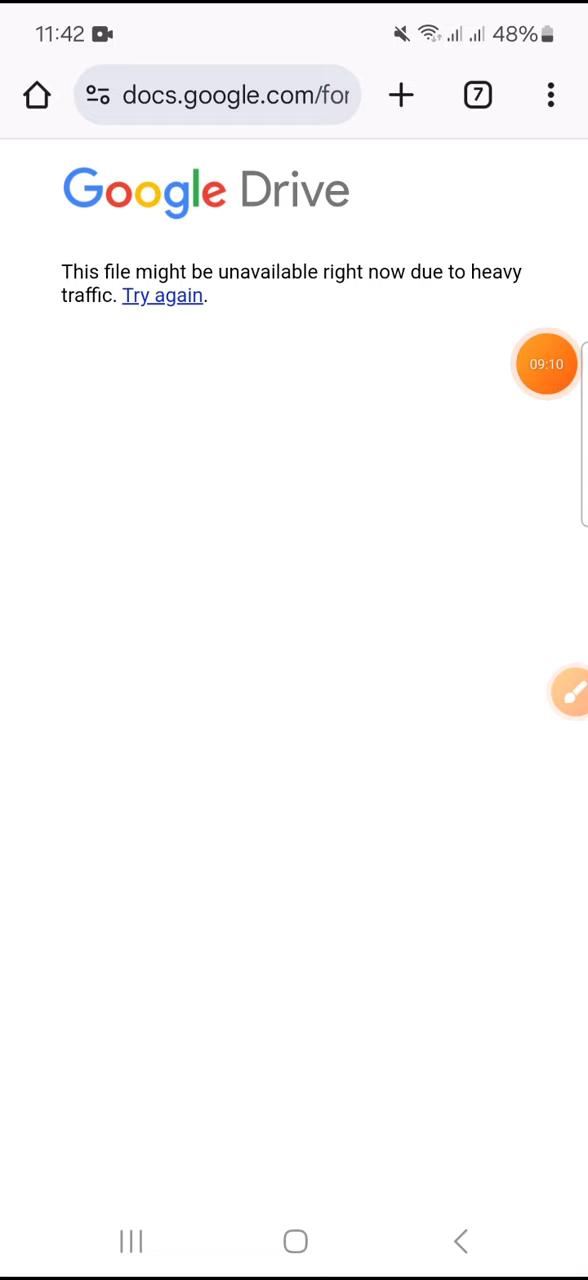 11:42
48%
docs.google.com/for
7
Google Drive
This file might be unavailable right now due to heavy
traffic. Try again.
09:10